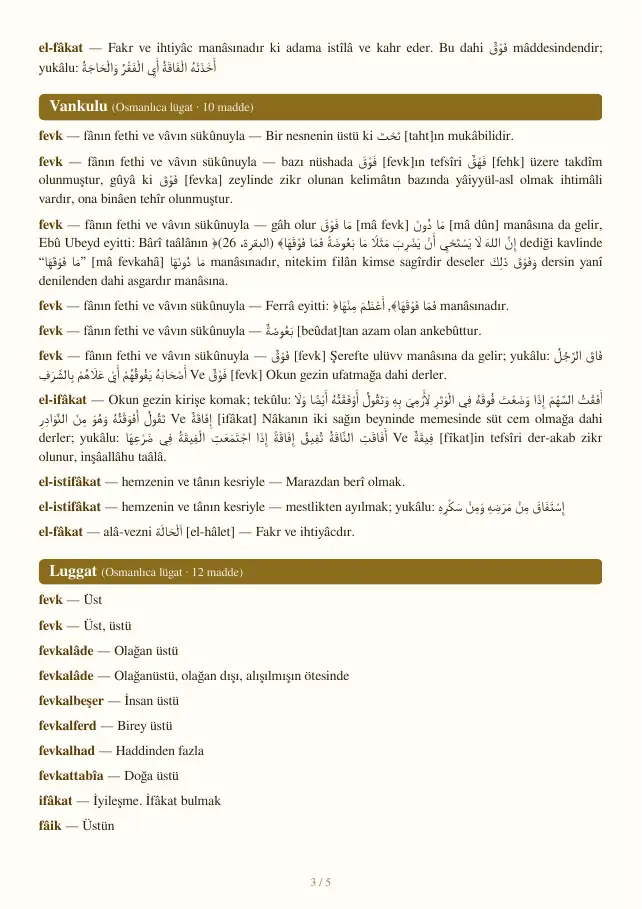 el-fâkat — Fakr ve ihtiyâc manâsınadır ki adama istîlâ ve kahr eder. Bu dahi فَوْقٌ mâddesindendir;
yukâlu: أَخَذَتْهُ الْفَاقَةُ أَيِ الْفَقْرُ وَالْحَاجَةُ
Vankulu (Osmanlıca lügat · 10 madde)
fevk — fânın fethi ve vâvın sükûnuyla — Bir nesnenin üstü ki تَحْت [taht]ın mukâbilidir.
fevk — fânın fethi ve vâvın sükûnuyla — bazı nüshada فَوْق [fevk]ın tefsîri فَهْقٌ [fehk] üzere takdîm
olunmuştur, gûyâ ki فَوْق [fevka] zeylinde zikr olunan kelimâtın bazında yâiyyül-asl olmak ihtimâli
vardır, ona binâen tehîr olunmuştur.
fevk — fânın fethi ve vâvın sükûnuyla — gâh olur مَا فَوْقَ [mâ fevk] مَا دُونَ [mâ dûn] manâsına da gelir,
Ebû Ubeyd eyitti: Bârî taâlânın ﴿إِنَّ اللهَ لَا يَسْتَحْيِي أَنْ يَضْرِبَ مَثَلًا مَا بَعُوضَةً فَمَا فَوْقَهَا﴾ (البقرة، 26) dediği kavlinde
“مَا فَوْقَهَا” [mâ fevkahâ] مَا دُونَهَا manâsınadır, nitekim filân kimse sagîrdir deseler وَفَوْقَ ذٰلِكَ dersin yanî
denilenden dahi asgardır manâsına.
fevk — fânın fethi ve vâvın sükûnuyla — Ferrâ eyitti: ﴿فَمَا فَوْقَهَا﴾, أَعْظَمَ مِنْهَا manâsınadır.
fevk — fânın fethi ve vâvın sükûnuyla — بَعُوضَةٌ [beûdat]tan azam olan ankebûttur.
fevk — fânın fethi ve vâvın sükûnuyla — فَوْقٌ [fevk] Şerefte ulüvv manâsına da gelir; yukâlu: فَاقَ الرَّجُلُ
أَصْحَابَهُ يَفُوقُهُمْ أَيْ عَلَاهُمْ بِالشَّرَفِ Ve فَوْقٌ [fevk] Okun gezin ufatmağa dahi derler.
el-ifâkat — Okun gezin kirişe komak; tekûlu: أَفَقْتُ السَّهْمَ إِذَا وَضَعْتَ فُوقَهُ فِي الْوَتَرِ لِأَرْمِيَ بِهِ وَتَقُولُ أَوْفَقْتُهُ أَيْضًا وَلَا
تَقُولُ أَفْوَقْتُهُ وَهُوَ مِنَ النَّوَادِرِ Ve إِفَاقَةٌ [ifâkat] Nâkanın iki sağın beyninde memesinde süt cem olmağa dahi
derler; yukâlu: أَفَاقَتِ النَّاقَةُ تُفِيقُ إِفَاقَةً إِذَا اجْتَمَعَتِ الْفِيقَةُ فِي ضَرْعِهَا Ve فِيقَةٌ [fîkat]in tefsîri der-akab zikr
olunur, inşâallâhu taâlâ.
el-istifâkat — hemzenin ve tânın kesriyle — Marazdan berî olmak.
el-istifâkat — hemzenin ve tânın kesriyle — mestlikten ayılmak; yukâlu: إِسْتَفَاقَ مِنْ مَرَضِهِ وَمِنْ سَكْرِهِ
el-fâkat — alâ-vezni اَلْحَالَة [el-hâlet] — Fakr ve ihtiyâcdır.
Luggat (Osmanlıca lügat · 12 madde)
fevk — Üst
fevk — Üst, üstü
fevkalâde — Olağan üstü
fevkalâde — Olağanüstü, olağan dışı, alışılmışın ötesinde
fevkalbeşer — İnsan üstü
fevkalferd — Birey üstü
fevkalhad — Haddinden fazla
fevkattabîa — Doğa üstü
ifâkat — İyileşme. İfâkat bulmak
fâik — Üstün
3 / 5